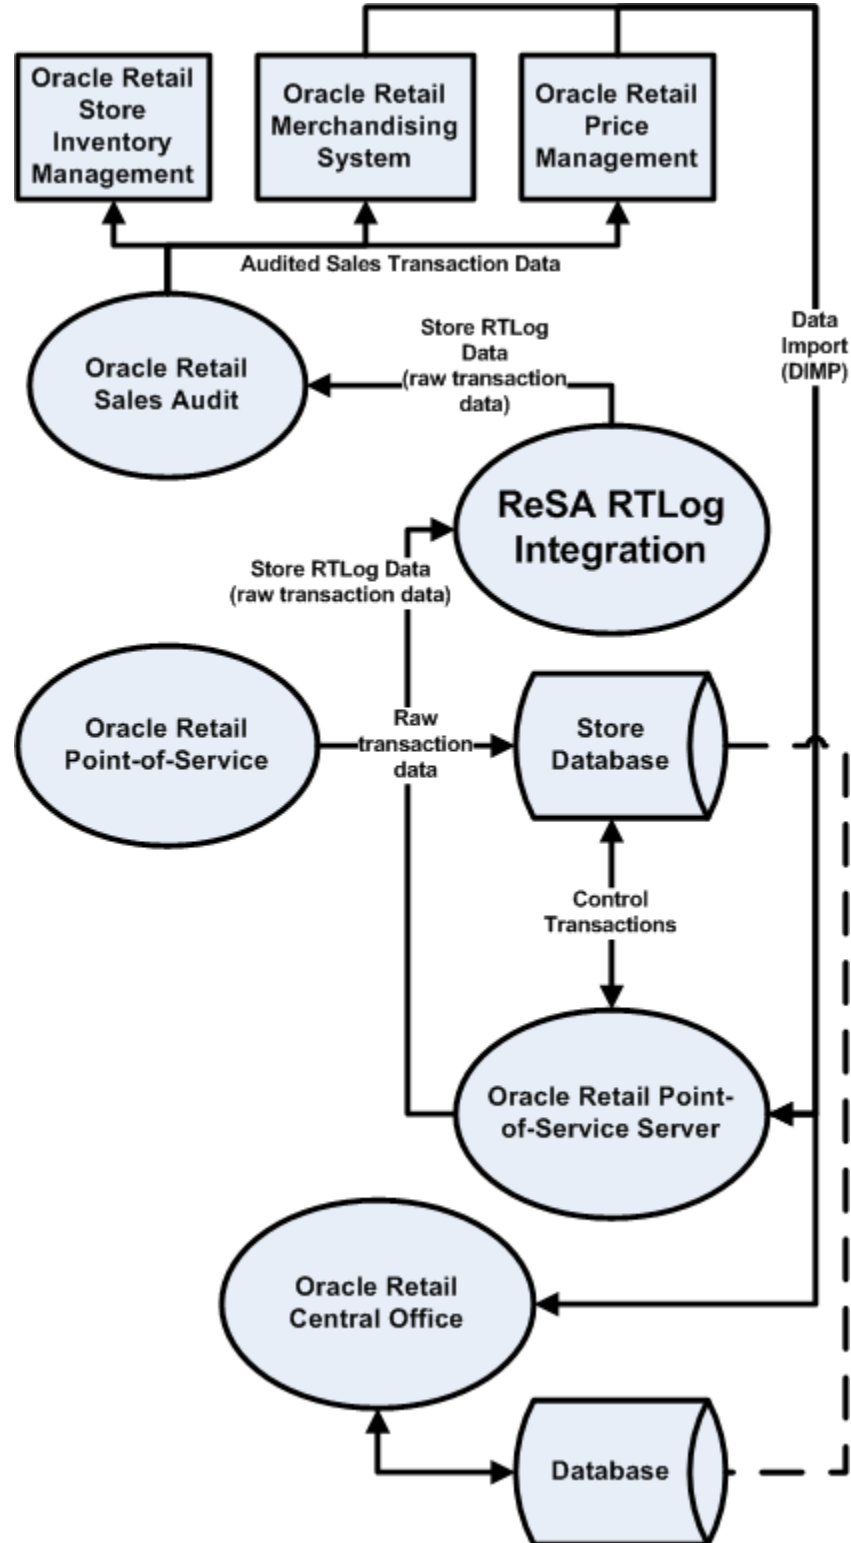 Oracle Retail
Store
Inventory
Management
Oracle Retail
Merchandising
System
Oracle Retail
Price
Management
Audited Sales Transaction Data
Data
Import
(DIMP)
Store RTLog
Data
(raw transaction
data)
Oracle Retail
Sales Audit
ReSA RTLog
Integration
Store RTLog Data
(raw transaction data)
Oracle Retail
Point-of-Service
Raw
transaction
data
Store
Database
Control
Transactions
Oracle Retail Point-
of-Service Server
Oracle Retail
Central Office
Database